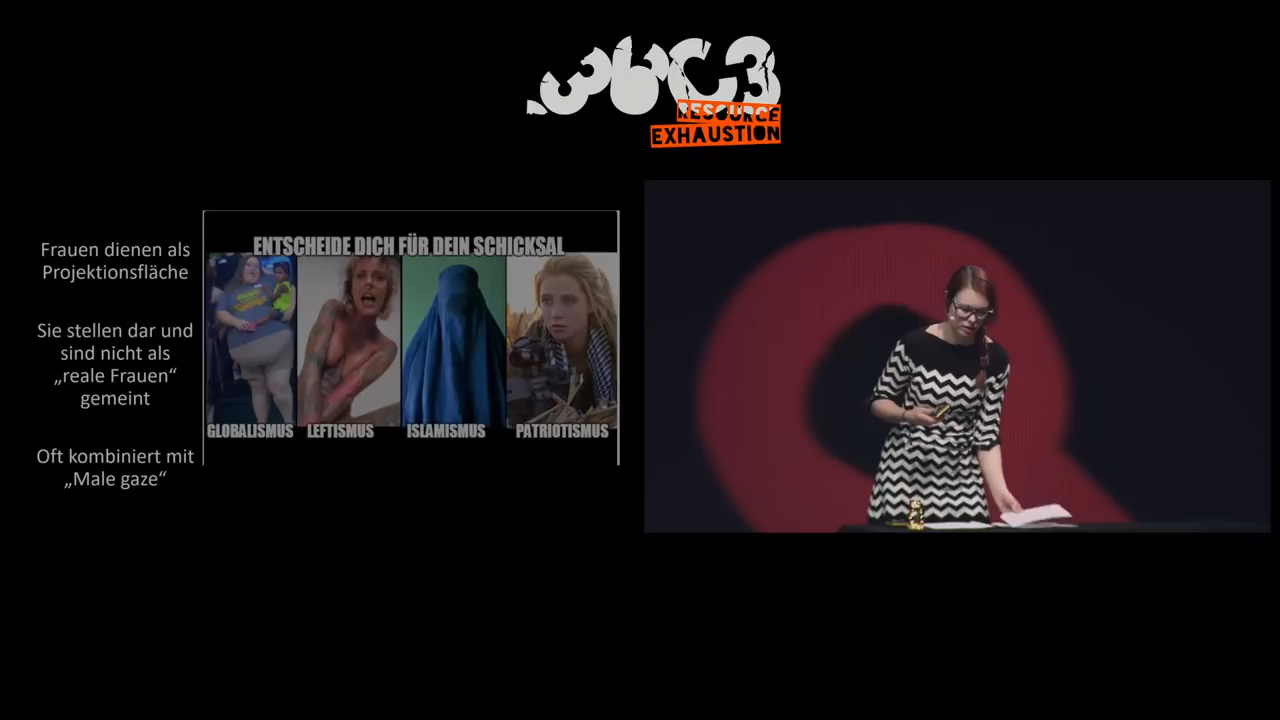 36C3
RESOURCE
EXHAUSTION
Frauen dienen als
Projektionsfläche
Sie stellen dar und
sind nicht als
„reale Frauen“
gemeint
Oft kombiniert mit
„Male gaze“
ENTSCHEIDE DICH FÜR DEIN SCHICKSAL
GLOBALISMUS LEFTISMUS ISLAMISMUS PATRIOTISMUS